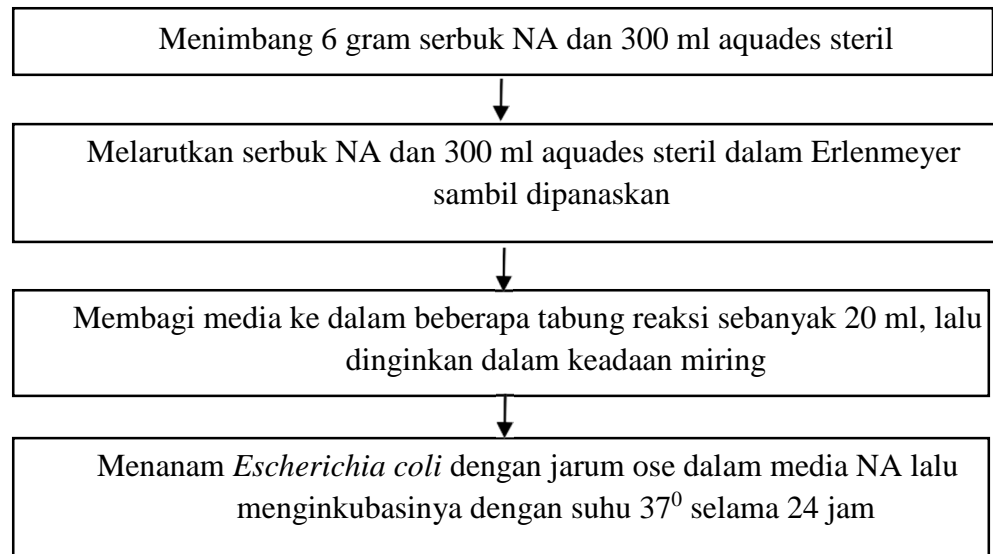 Menimbang 6 gram serbuk NA dan 300 ml aquades steril
Melarutkan serbuk NA dan 300 ml aquades steril dalam Erlenmeyer
sambil dipanaskan
Membagi media ke dalam beberapa tabung reaksi sebanyak 20 ml, lalu
dinginkan dalam keadaan miring
Menanam Escherichia coli dengan jarum ose dalam media NA lalu
menginkubasinya dengan suhu 37⁰ selama 24 jam